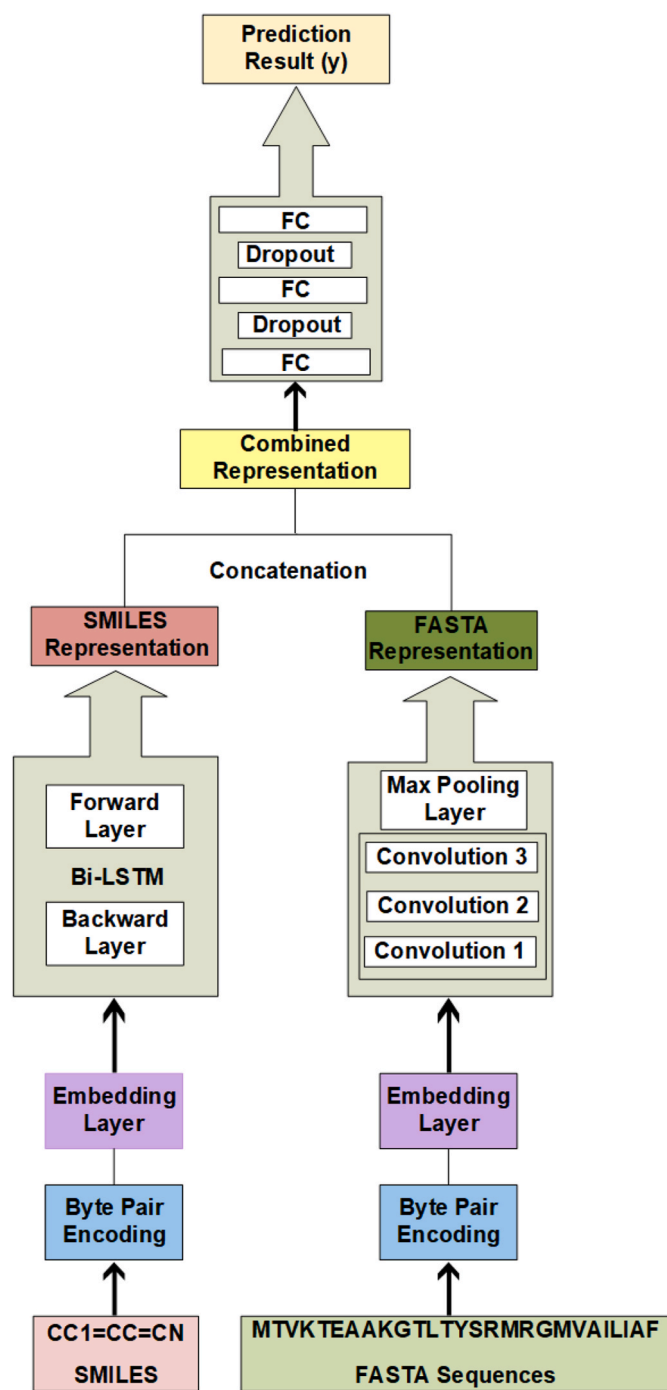 Prediction
Result (y)
FC
Dropout
FC
Dropout
FC
Combined
Representation
Concatenation
SMILES
Representation
FASTA
Representation
Forward
Layer
Bi-LSTM
Backward
Layer
Max Pooling
Layer
Convolution 3
Convolution 2
Convolution 1
Embedding
Layer
Embedding
Layer
Byte Pair
Encoding
Byte Pair
Encoding
CC1=CC=CN
SMILES
MTVKTEAAKGTLTYSRMRGMVAILIAF
FASTA Sequences